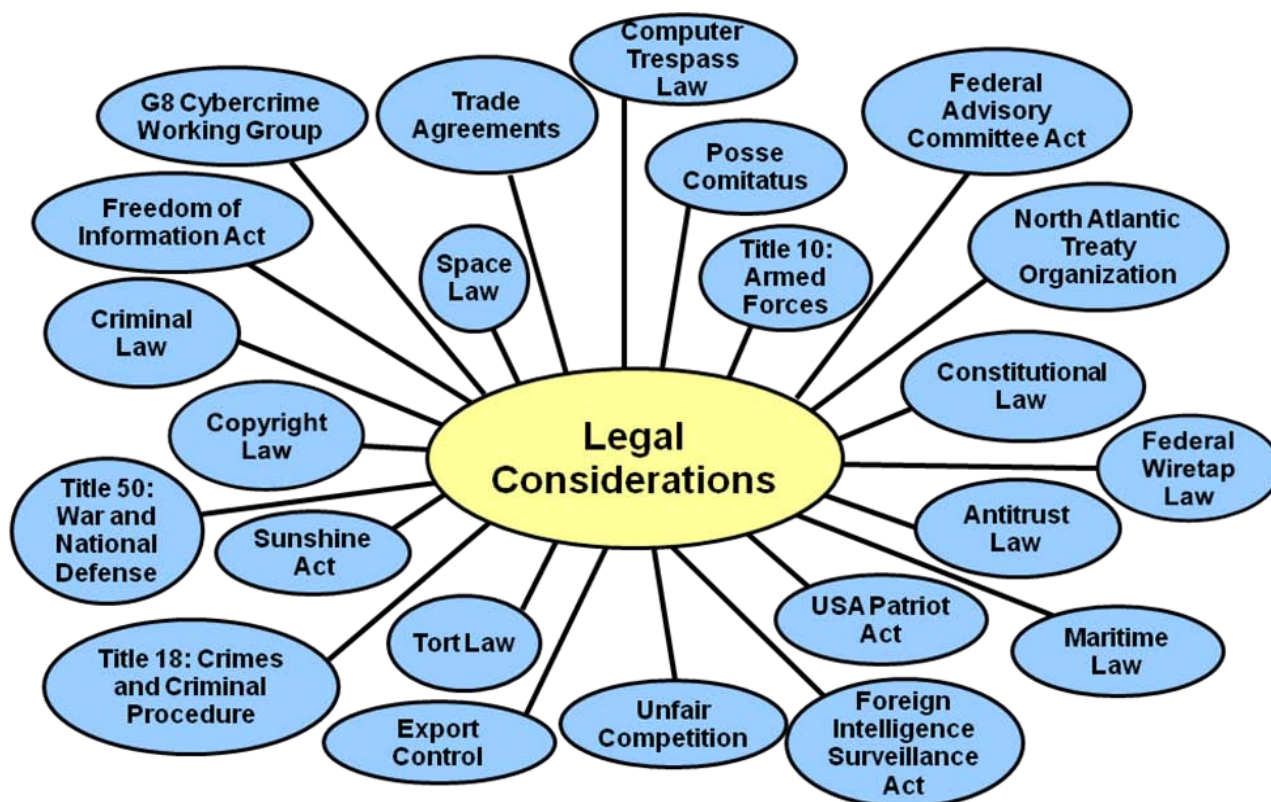 Computer
Trespass
Law
G8 Cybercrime
Working Group
Trade
Agreements
Federal
Advisory
Committee Act
Posse
Comitatus
Freedom of
Information Act
Space
Law
Title 10:
Armed
Forces
North Atlantic
Treaty
Organization
Criminal
Law
Constitutional
Law
Copyright
Law
Legal
Considerations
Federal
Wiretap
Law
Title 50:
War and
National
Defense
Sunshine
Act
Antitrust
Law
Tort Law
USA Patriot
Act
Maritime
Law
Title 18: Crimes
and Criminal
Procedure
Export
Control
Unfair
Competition
Foreign
Intelligence
Surveillance
Act